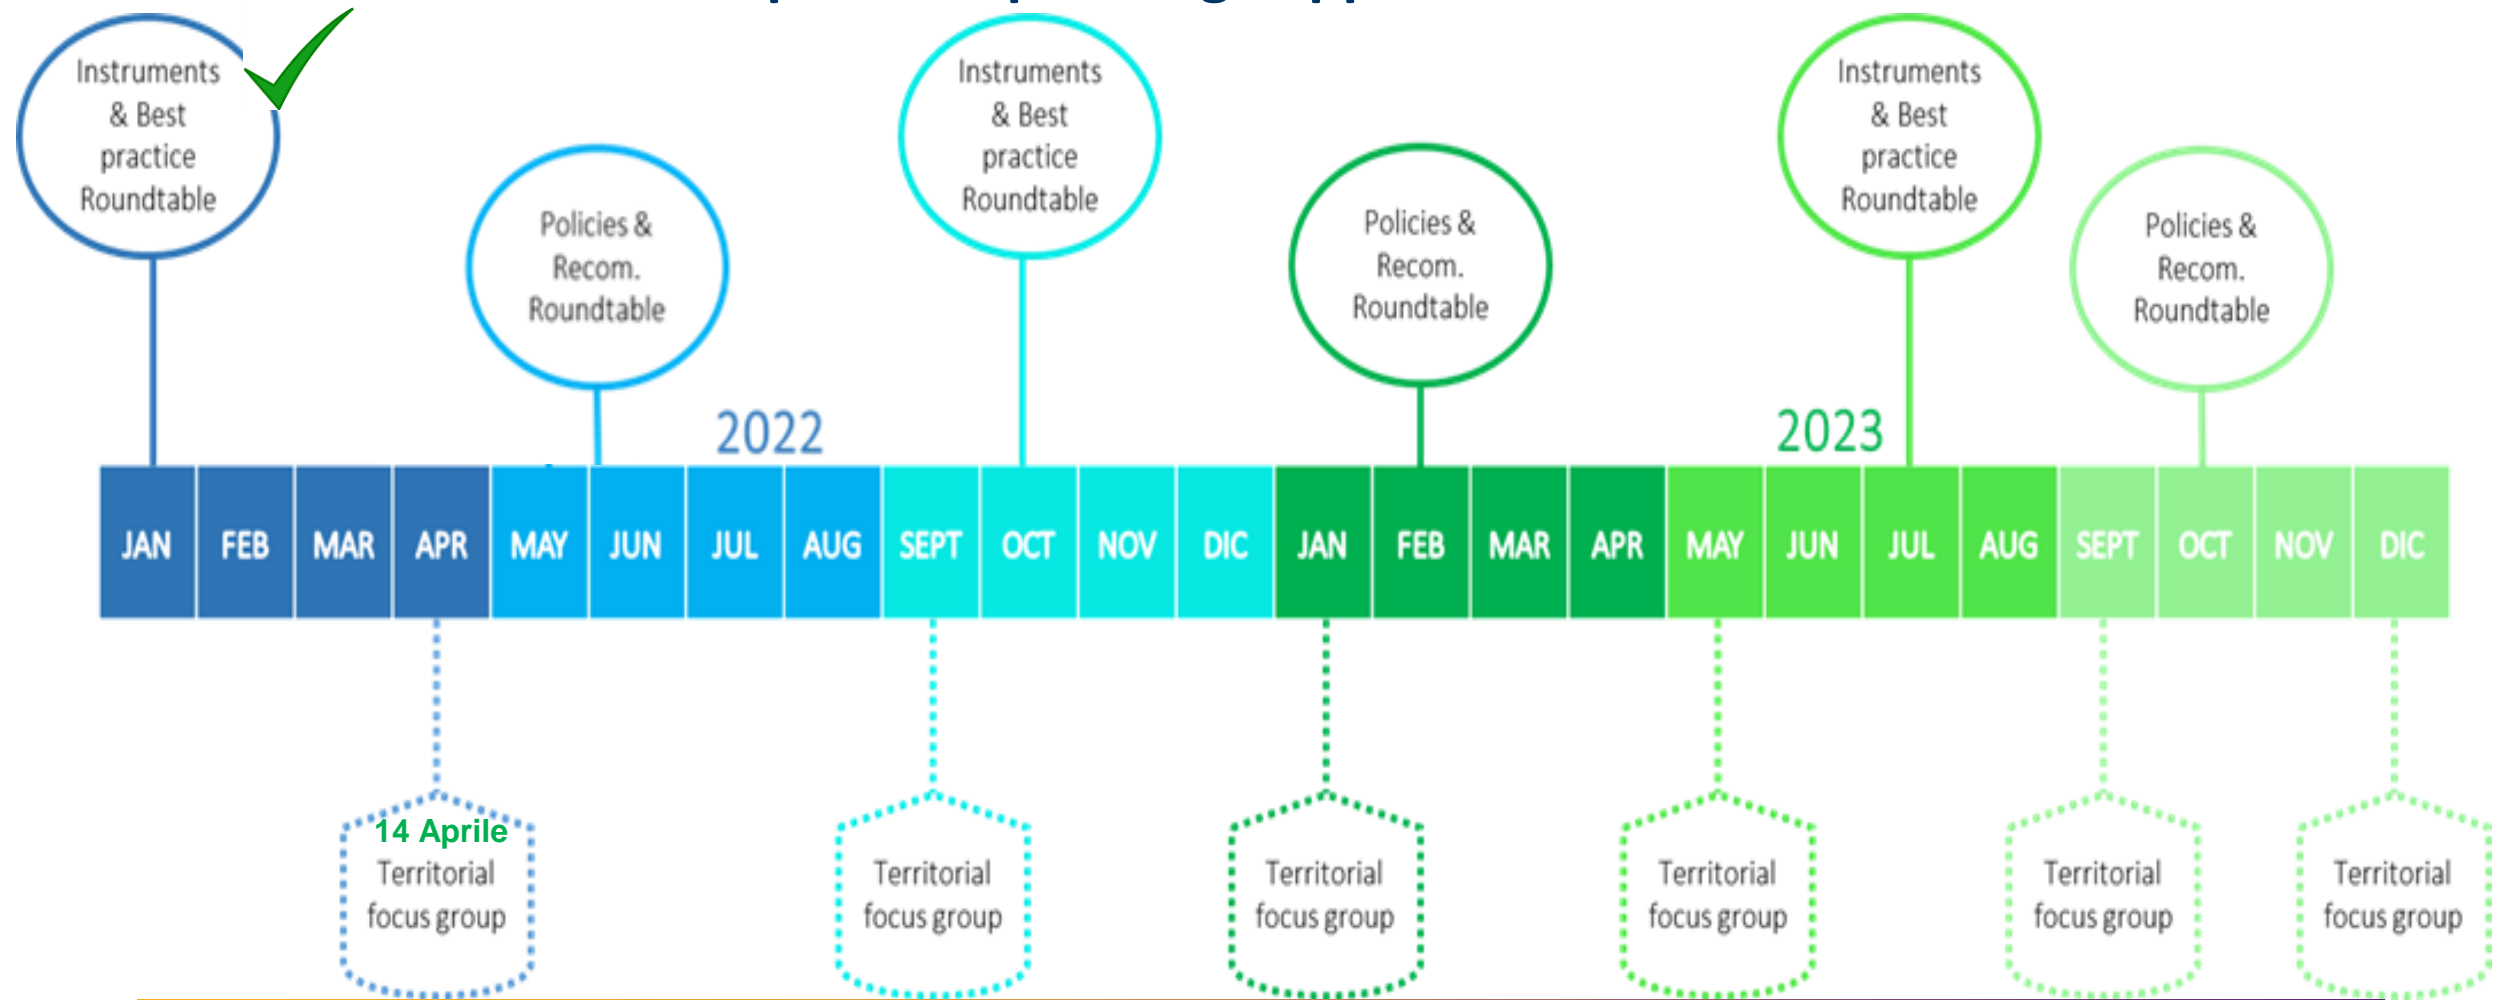 Instruments
& Best
practice
Roundtable
Policies &
Recom.
Roundtable
Instruments
& Best
practice
Roundtable
Policies &
Recom.
Roundtable
Instruments
& Best
practice
Roundtable
Policies &
Recom.
Roundtable
2022
2023
JAN FEB MAR APR MAY JUN JUL AUG SEPT OCT NOV DIC JAN FEB MAR APR MAY JUN JUL AUG SEPT OCT NOV DIC
14 Aprile
Territorial
focus group
Territorial
focus group
Territorial
focus group
Territorial
focus group
Territorial
focus group
Territorial
focus group